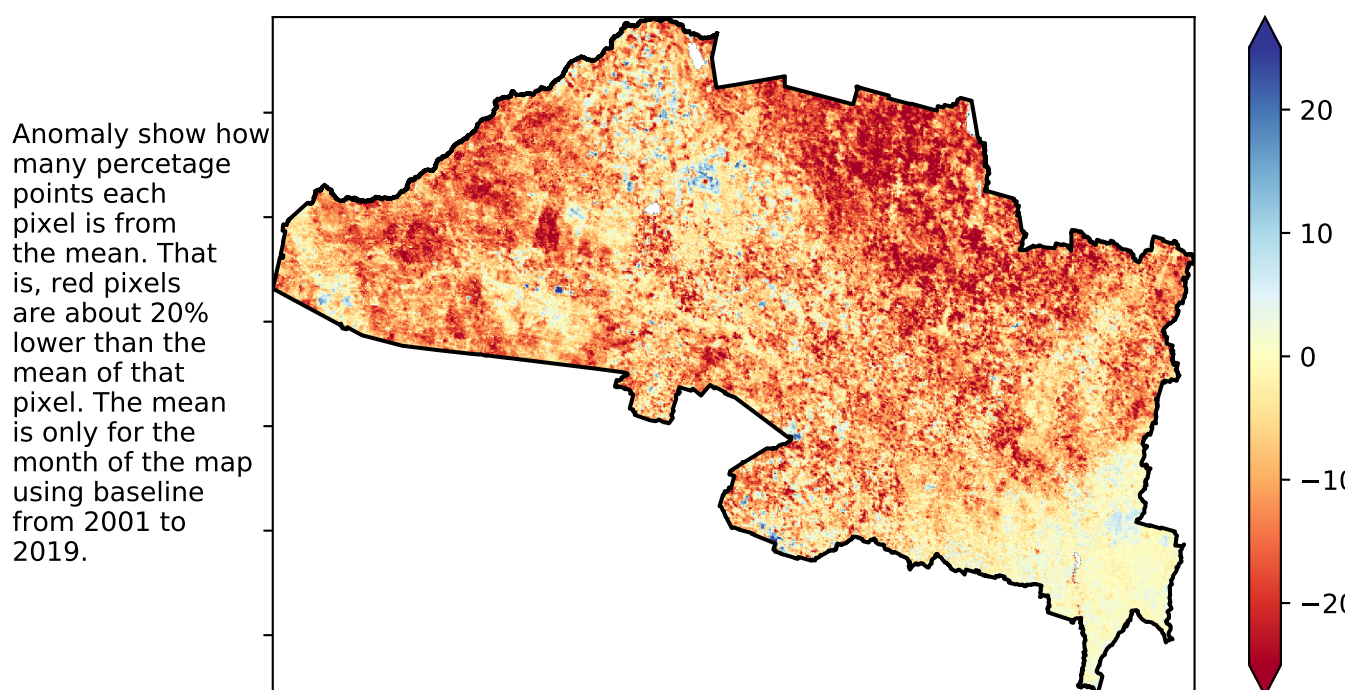 Anomaly show how
many percetage
points each
pixel is from
the mean. That
is, red pixels
are about 20%
lower than the
mean of that
pixel. The mean
is only for the
month of the map
using baseline
from 2001 to
2019.
20
10
0
−10
−20